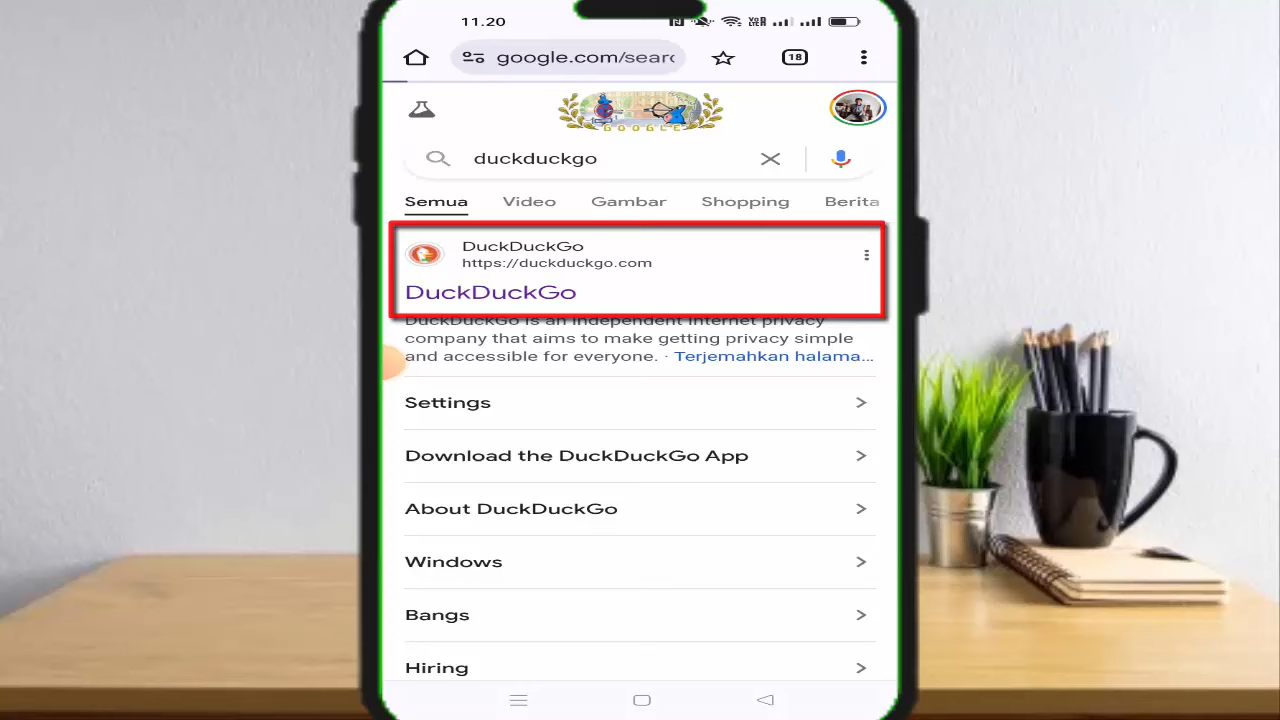 11.20
google.com/sear
18
GOOGLE
duckduckgo
Semua Video Gambar Shopping Berita
DuckDuckGo
https://duckduckgo.com
DuckDuckGo
DuckDuckGo is an independent Internet privacy
company that aims to make getting privacy simple
and accessible for everyone. · Terjemahkan halama...
Settings
Download the DuckDuckGo App
About DuckDuckGo
Windows
Bangs
Hiring